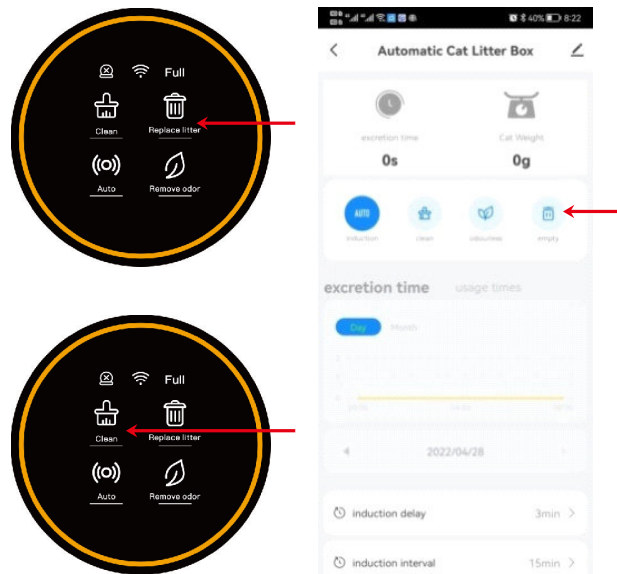 Full
Clean
Replace litter
Auto
Remove odor
Full
Clean
Replace litter
Auto
Remove odor
40% 8:22
Automatic Cat Litter Box
excretion time
Cat Weight
0s
0g
AUTO
induction
clean
odourless
empty
excretion time
usage times
Day
Month
2022/04/28
induction delay
3min
induction interval
15min